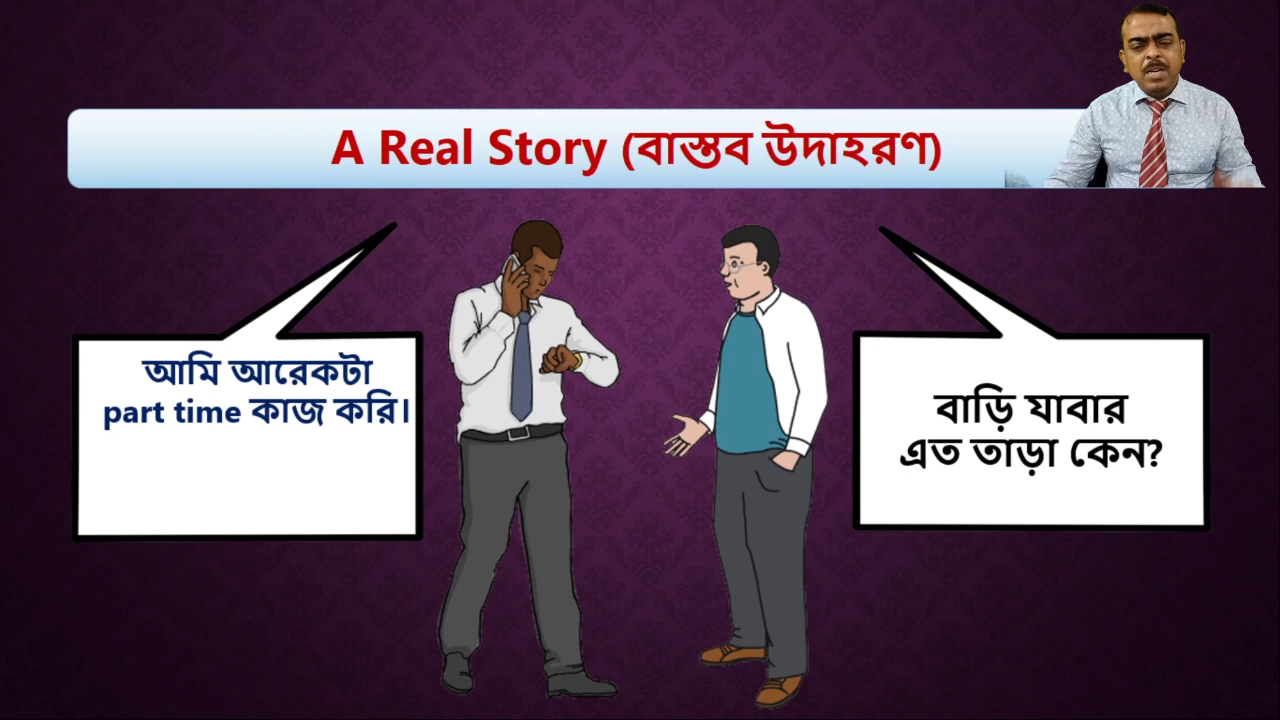 A Real Story (বাস্তব উদাহরণ)
আমি আরেকটা
part time কাজ করি।
বাড়ি যাবার
এত তাড়া কেন?